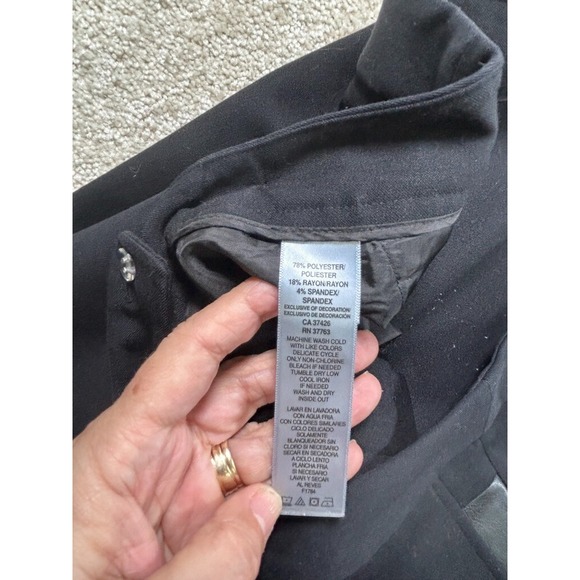 78% POLYESTER/
POLIESTER
18% RAYON/RAYON
4% SPANDEX/
SPANDEX
EXCLUSIVE OF DECORATION/
EXCLUSIVO DE DECORACIÓN
CA 37426
RN 37763
MACHINE WASH COLD
WITH LIKE COLORS
DELICATE CYCLE
ONLY NON-CHLORINE
BLEACH IF NEEDED
TUMBLE DRY LOW
COOL IRON
IF NEEDED
WASH AND DRY
INSIDE OUT
LAVAR EN LAVADORA
CON AGUA FRIA
CON COLORES SIMILARES
CICLO DELICADO
SOLAMENTE
BLANQUEADOR SIN
CLORO SI NECESARIO
SECAR EN SECADORA
A CICLO LENTO
PLANCHA FRIA
SI NECESARIO
LAVAR Y SECAR
AL REVES
F1784